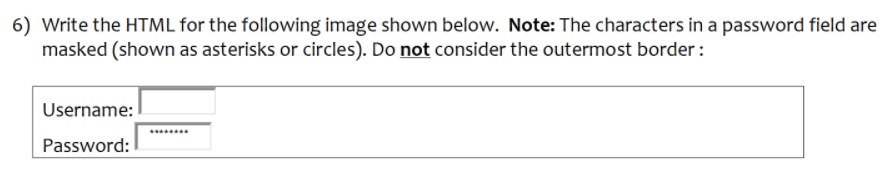 6) Write the HTML for the following image shown below. Note: The characters in a password field are
masked (shown as asterisks or circles). Do not consider the outermost border :
Username:
********
Password: